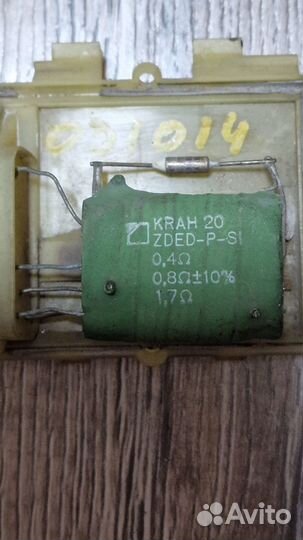 031014
KRAH 20
ZDED-P-SI
0,4Ω
0,8Ω±10%
1,7Ω
Avito